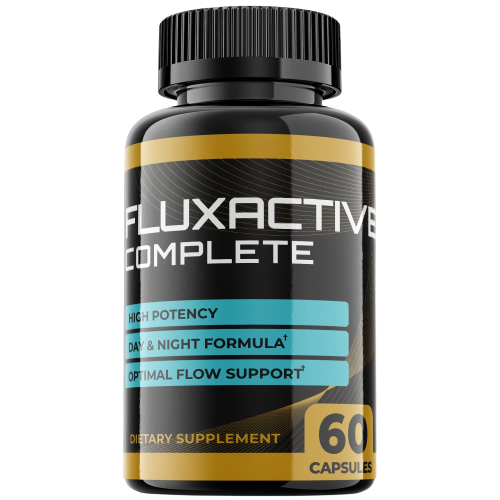 FLUXACTIVE
COMPLETE
HIGH POTENCY
DAY & NIGHT FORMULA†
OPTIMAL FLOW SUPPORT†
DIETARY SUPPLEMENT
60
CAPSULES